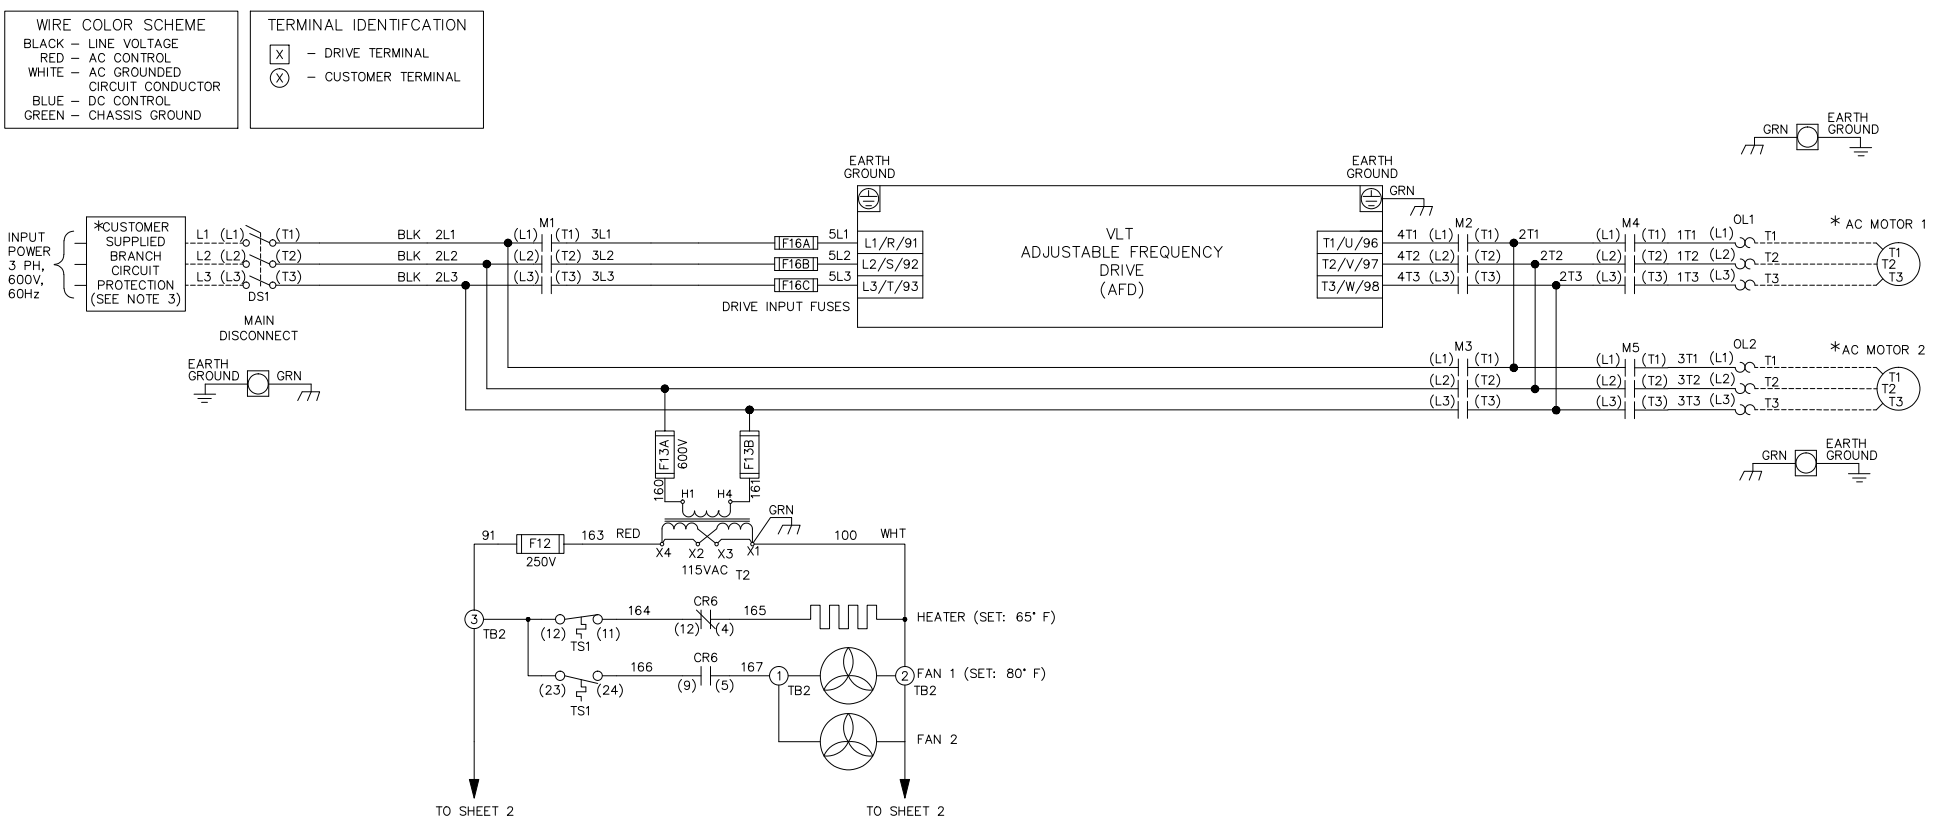 WIRE COLOR SCHEME
BLACK – LINE VOLTAGE
RED – AC CONTROL
WHITE – AC GROUNDED
CIRCUIT CONDUCTOR
BLUE – DC CONTROL
GREEN – CHASSIS GROUND
TERMINAL IDENTIFCATION
X – DRIVE TERMINAL
X – CUSTOMER TERMINAL
INPUT
POWER
3 PH,
600V,
60Hz
*CUSTOMER
SUPPLIED
BRANCH
CIRCUIT
PROTECTION
(SEE NOTE 3)
L1 (L1) (T1)
L2 (L2) (T2)
L3 (L3) (T3)
DS1
MAIN
DISCONNECT
EARTH
GROUND GRN
BLK 2L1
BLK 2L2
BLK 2L3
M1
(L1) (T1) 3L1
(L2) (T2) 3L2
(L3) (T3) 3L3
F16A 5L1
F16B 5L2
F16C 5L3
DRIVE INPUT FUSES
EARTH
GROUND
L1/R/91
L2/S/92
L3/T/93
VLT
ADJUSTABLE FREQUENCY
DRIVE
(AFD)
EARTH
GROUND
GRN
T1/U/96
T2/V/97
T3/W/98
M2
4T1 (L1) (T1) 2T1
4T2 (L2) (T2) 2T2
4T3 (L3) (T3) 2T3
M4
(L1) (T1) 1T1 (L1) T1
(L2) (T2) 1T2 (L2) T2
(L3) (T3) 1T3 (L3) T3
OL1
* AC MOTOR 1
T1
T2
T3
GRN
EARTH
GROUND
M3
(L1) (T1)
(L2) (T2)
(L3) (T3)
M5
(L1) (T1) 3T1 (L1) T1
(L2) (T2) 3T2 (L2) T2
(L3) (T3) 3T3 (L3) T3
OL2
*AC MOTOR 2
T1
T2
T3
GRN
EARTH
GROUND
F13A
600V
F13B
160
161
H1 H4
GRN
91 F12 163 RED
250V
X4 X2 X3 X1
115VAC T2
100 WHT
3
TB2
(12) (11)
TS1
164
CR6
(12) (4)
165
HEATER (SET: 65° F)
(23) (24)
TS1
166
CR6
(9) (5)
167
1
TB2
2
TB2
FAN 1 (SET: 80° F)
FAN 2
TO SHEET 2
TO SHEET 2